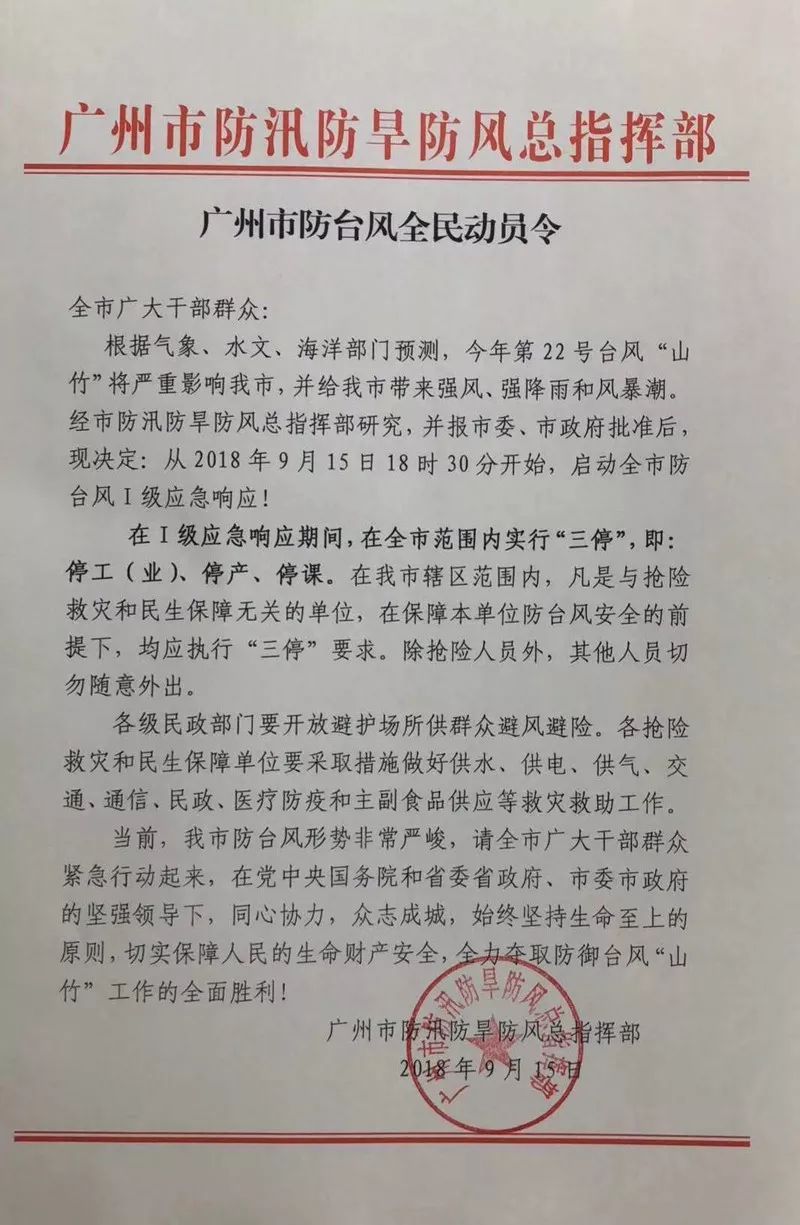 广州市防汛防旱防风总指挥部
广州市防台风全民动员令
全市广大干部群众：
根据气象、水文、海洋部门预测，今年第22号台风“山
竹”将严重影响我市，并给我市带来强风、强降雨和风暴潮。
经市防汛防旱防风总指挥部研究，并报市委、市政府批准后，
现决定：从2018年9月15日18时30分开始，启动全市防
台风Ⅰ级应急响应！
在Ⅰ级应急响应期间，在全市范围内实行“三停”，即：
停工（业）、停产、停课。在我市辖区范围内，凡是与抢险
救灾和民生保障无关的单位，在保障本单位防台风安全的前
提下，均应执行“三停”要求。除抢险人员外，其他人员切
勿随意外出。
各级民政部门要开放避护场所供群众避风避险。各抢险
救灾和民生保障单位要采取措施做好供水、供电、供气、交
通、通信、民政、医疗防疫和主副食品供应等救灾救助工作。
当前，我市防台风形势非常严峻，请全市广大干部群众
紧急行动起来，在党中央国务院和省委省政府、市委市政府
的坚强领导下，同心协力，众志成城，始终坚持生命至上的
原则，切实保障人民的生命财产安全，全力夺取防御台风“山
竹”工作的全面胜利！
广州市防汛防旱防风总指挥部
2018年9月15日
广州市防汛防旱防风总指挥部